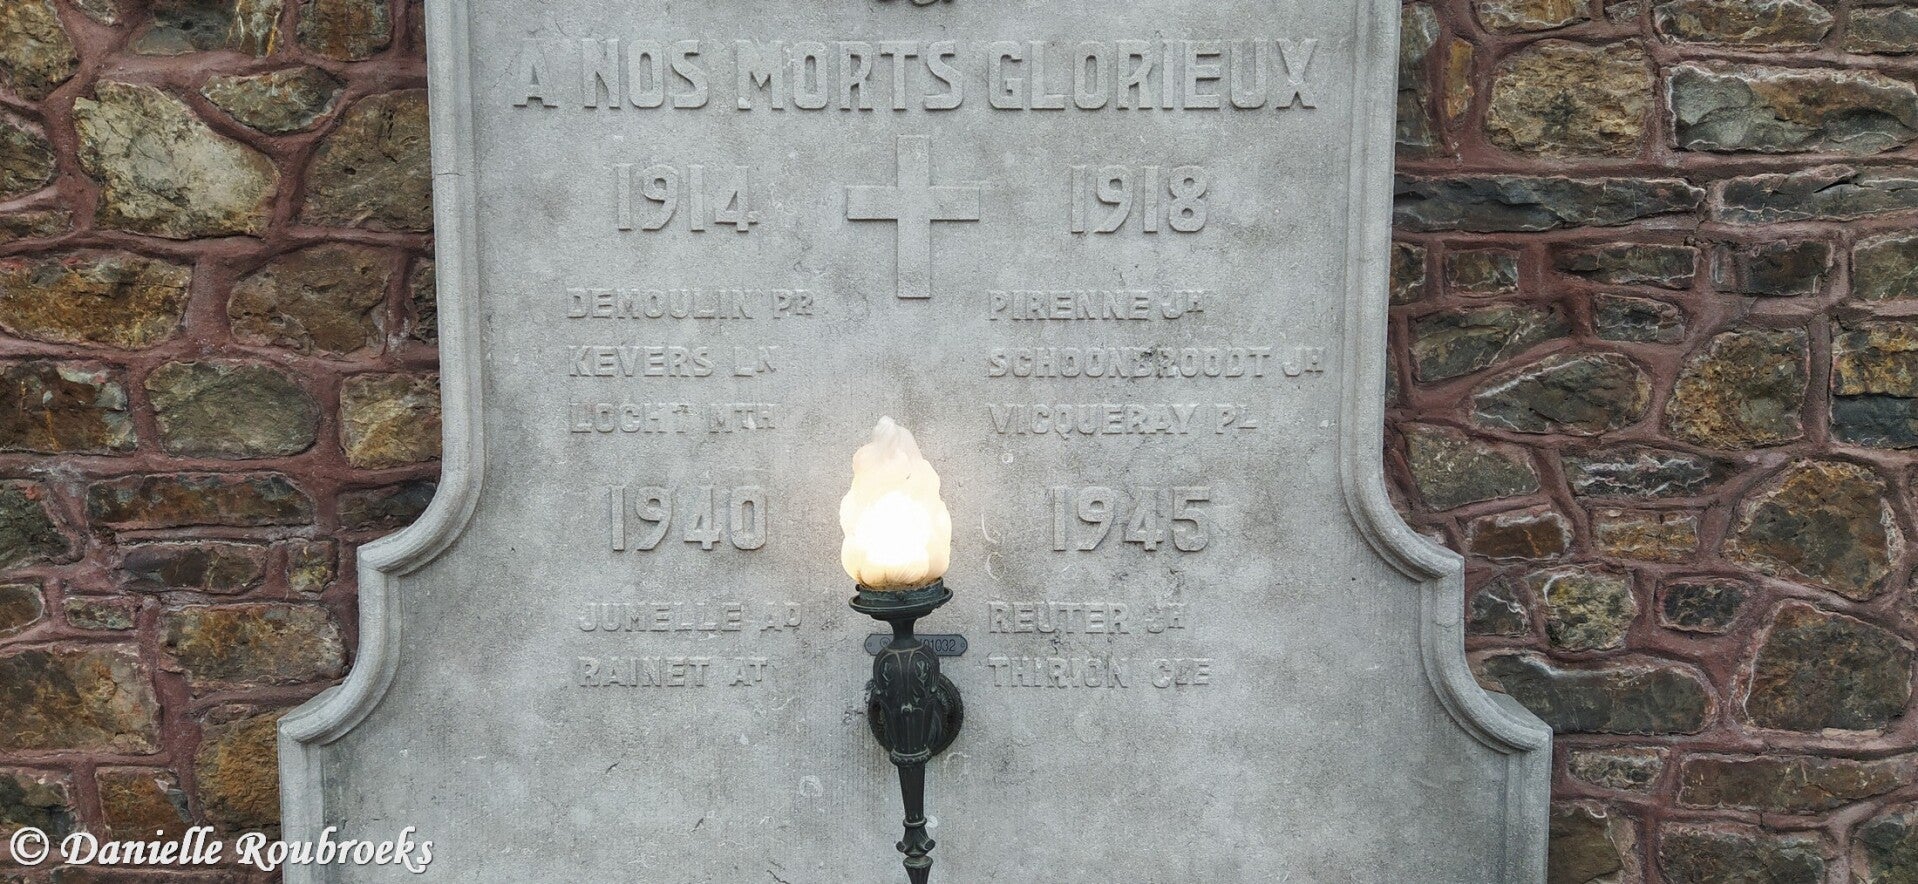 A NOS MORTS GLORIEUX
1914 1918
DEMOULIN PR PIRENNE JH
KEVERS LN SCHOONBROODT JH
LOCHT MTH VICQUERAY PL
1940 1945
JUMELLE AD REUTER JH
01032
RAINET AT THIRION CLE
© Danielle Roubroeks